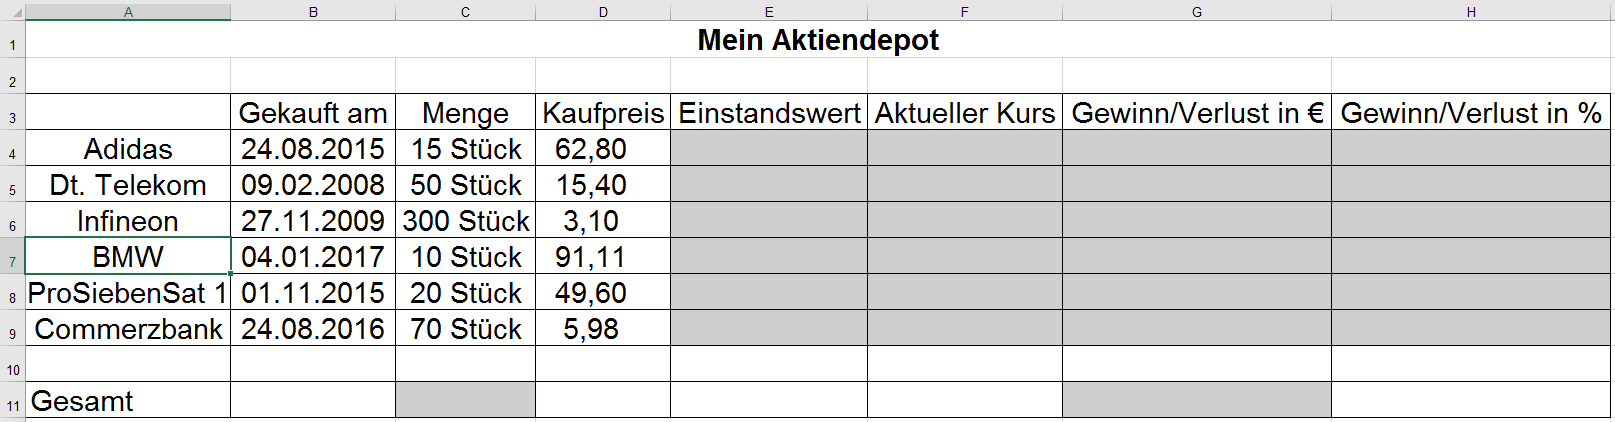 A B C D E F G H
1 Mein Aktiendepot
2
3 Gekauft am Menge Kaufpreis Einstandswert Aktueller Kurs Gewinn/Verlust in € Gewinn/Verlust in %
4 Adidas 24.08.2015 15 Stück 62,80
5 Dt. Telekom 09.02.2008 50 Stück 15,40
6 Infineon 27.11.2009 300 Stück 3,10
7 BMW 04.01.2017 10 Stück 91,11
8 ProSiebenSat 1 01.11.2015 20 Stück 49,60
9 Commerzbank 24.08.2016 70 Stück 5,98
10
11 Gesamt